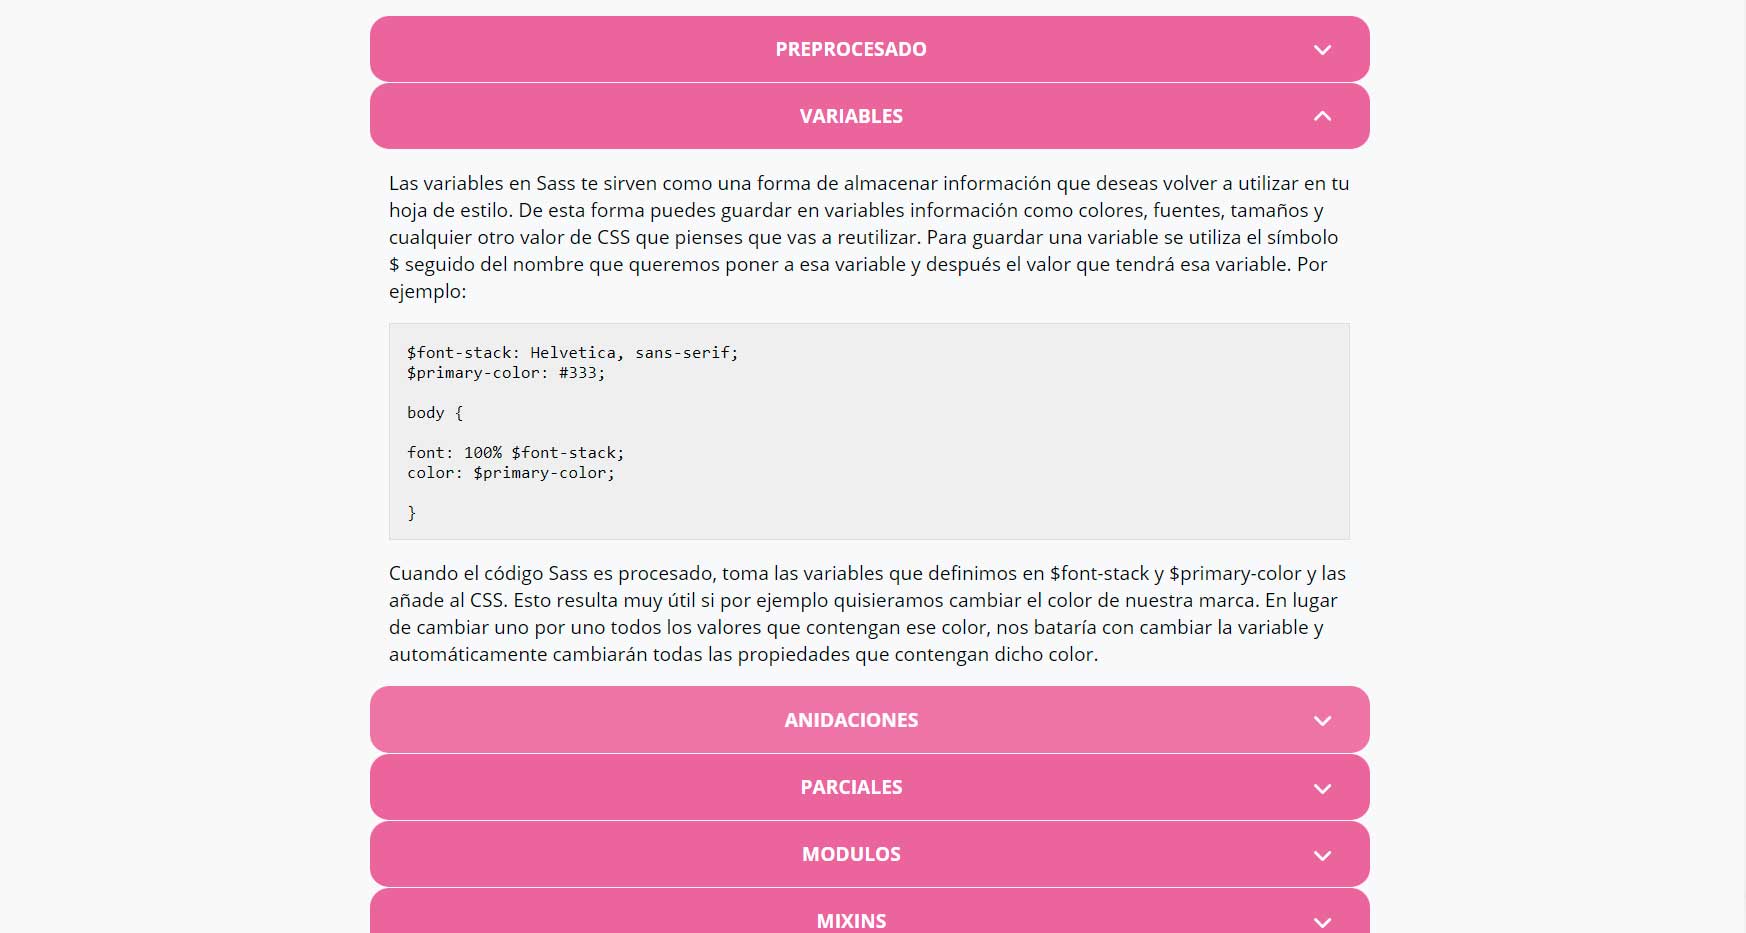 PREPROCESADO
VARIABLES
Las variables en Sass te sirven como una forma de almacenar información que deseas volver a utilizar en tu
hoja de estilo. De esta forma puedes guardar en variables información como colores, fuentes, tamaños y
cualquier otro valor de CSS que pienses que vas a reutilizar. Para guardar una variable se utiliza el símbolo
$ seguido del nombre que queremos poner a esa variable y después el valor que tendrá esa variable. Por
ejemplo:
$font-stack: Helvetica, sans-serif;
$primary-color: #333;
body {
font: 100% $font-stack;
color: $primary-color;
}
Cuando el código Sass es procesado, toma las variables que definimos en $font-stack y $primary-color y las
añade al CSS. Esto resulta muy útil si por ejemplo quisieramos cambiar el color de nuestra marca. En lugar
de cambiar uno por uno todos los valores que contengan ese color, nos bataría con cambiar la variable y
automáticamente cambiarán todas las propiedades que contengan dicho color.
ANIDACIONES
PARCIALES
MODULOS
MIXINS